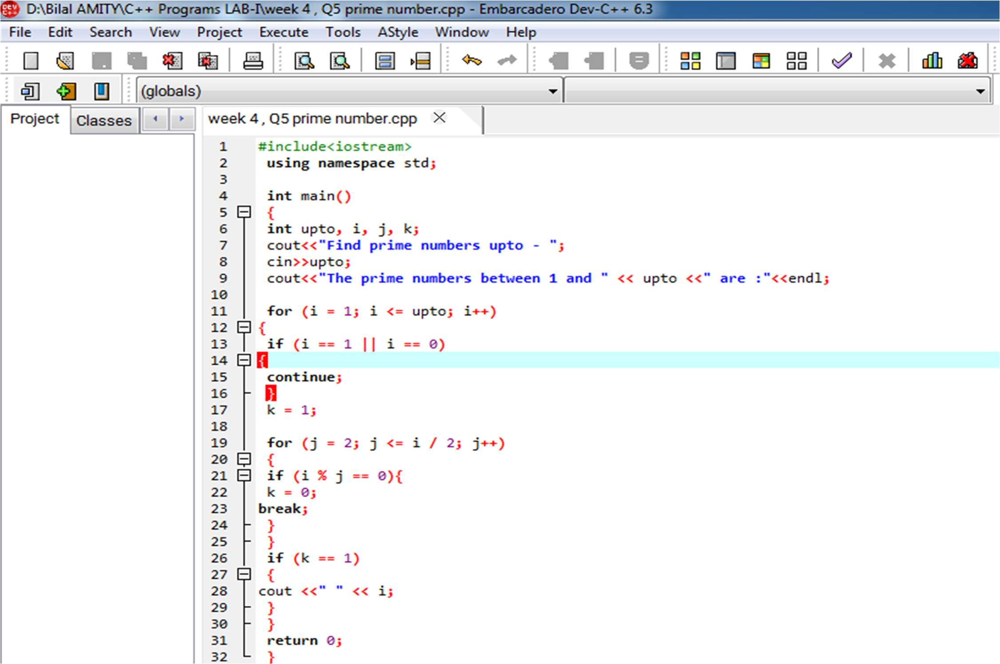 DEV C++ D:\Bilal AMITY\C++ Programs LAB-I\week 4 , Q5 prime number.cpp - Embarcadero Dev-C++ 6.3
File Edit Search View Project Execute Tools AStyle Window Help
(globals)
Project Classes week 4 , Q5 prime number.cpp
1 #include<iostream>
2 using namespace std;
3
4 int main()
5 {
6 int upto, i, j, k;
7 cout<<"Find prime numbers upto - ";
8 cin>>upto;
9 cout<<"The prime numbers between 1 and " << upto <<" are :"<<endl;
10
11 for (i = 1; i <= upto; i++)
12 {
13 if (i == 1 || i == 0)
14 {
15 continue;
16 }
17 k = 1;
18
19 for (j = 2; j <= i / 2; j++)
20 {
21 if (i % j == 0){
22 k = 0;
23 break;
24 }
25 }
26 if (k == 1)
27 {
28 cout <<" " << i;
29 }
30 }
31 return 0;
32 }